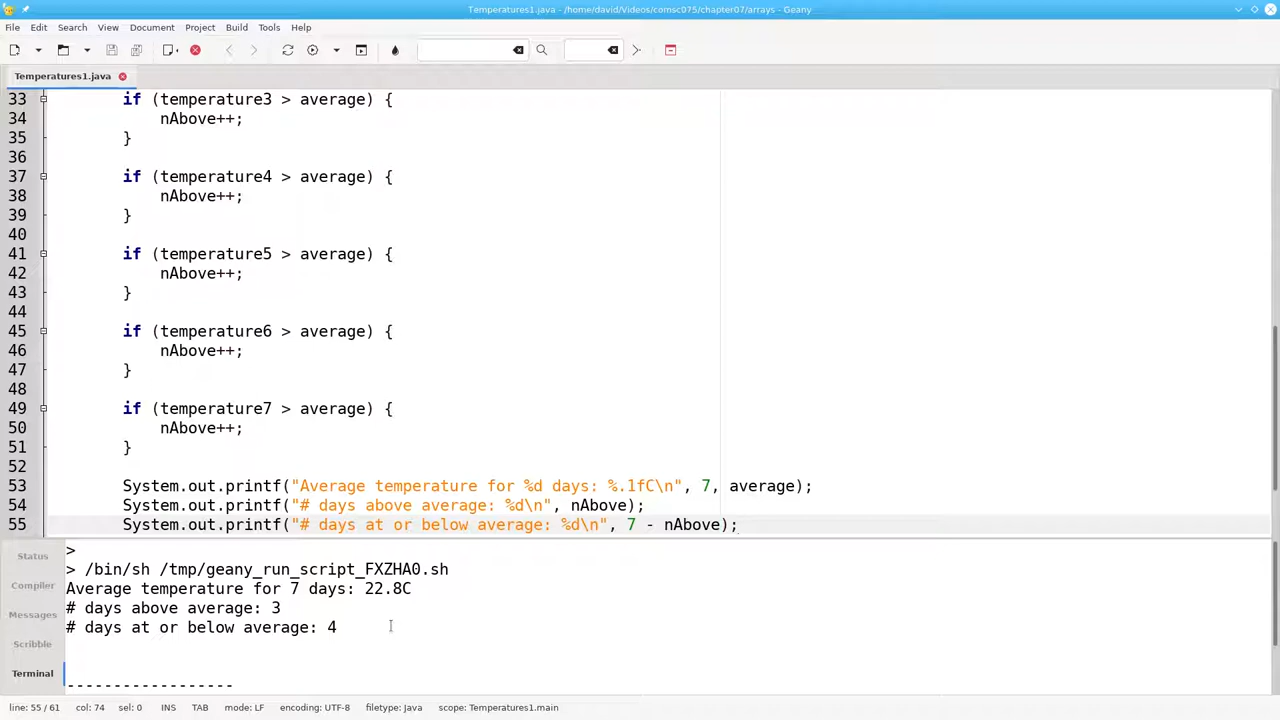 Temperatures1.java - /home/david/Videos/comsc075/chapter07/arrays - Geany
File Edit Search View Document Project Build Tools Help
Temperatures1.java
33 if (temperature3 > average) {
34 nAbove++;
35 }
36
37 if (temperature4 > average) {
38 nAbove++;
39 }
40
41 if (temperature5 > average) {
42 nAbove++;
43 }
44
45 if (temperature6 > average) {
46 nAbove++;
47 }
48
49 if (temperature7 > average) {
50 nAbove++;
51 }
52
53 System.out.printf("Average temperature for %d days: %.1fC\n", 7, average);
54 System.out.printf("# days above average: %d\n", nAbove);
55 System.out.printf("# days at or below average: %d\n", 7 - nAbove);
Status
Compiler
Messages
Scribble
Terminal
>
> /bin/sh /tmp/geany_run_script_FXZHA0.sh
Average temperature for 7 days: 22.8C
# days above average: 3
# days at or below average: 4
------------------
line: 55 / 61 col: 74 sel: 0 INS TAB mode: LF encoding: UTF-8 filetype: Java scope: Temperatures1.main